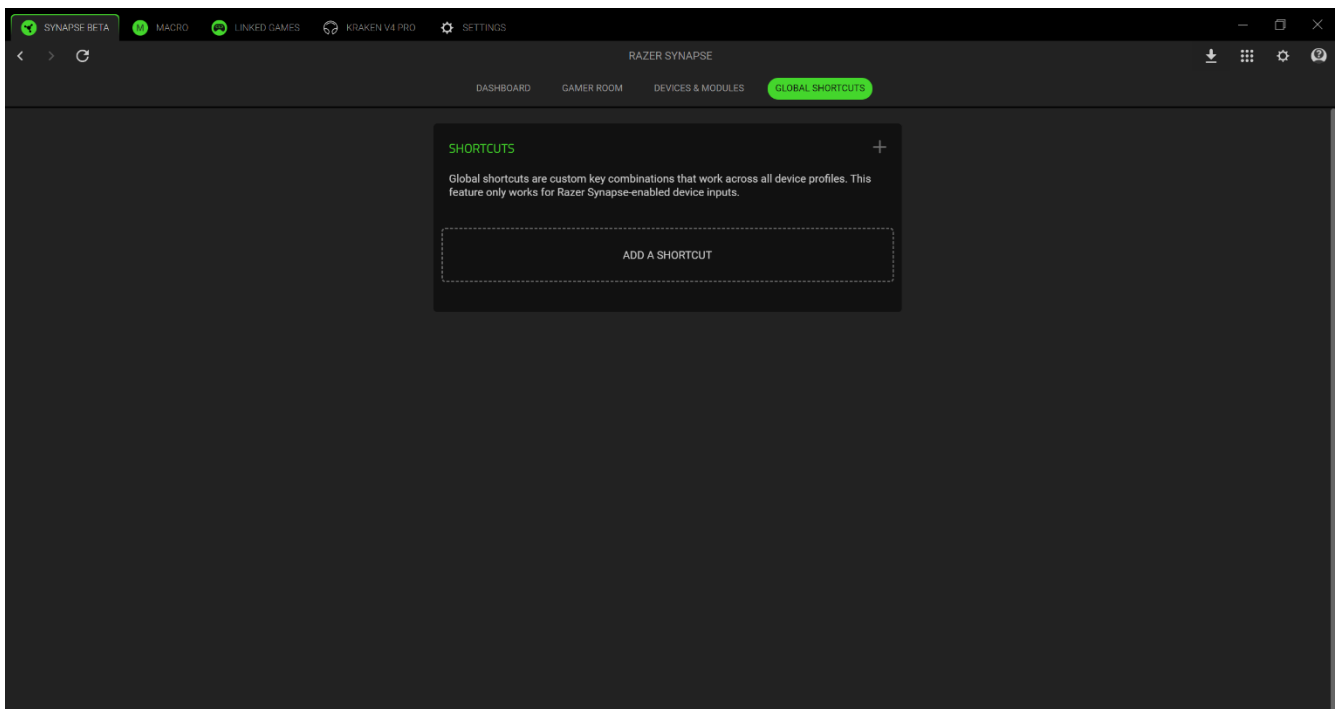 SYNAPSE BETA
M
MACRO
LINKED GAMES
KRAKEN V4 PRO
SETTINGS
RAZER SYNAPSE
DASHBOARD
GAMER ROOM
DEVICES & MODULES
GLOBAL SHORTCUTS
SHORTCUTS
Global shortcuts are custom key combinations that work across all device profiles. This
feature only works for Razer Synapse-enabled device inputs.
ADD A SHORTCUT